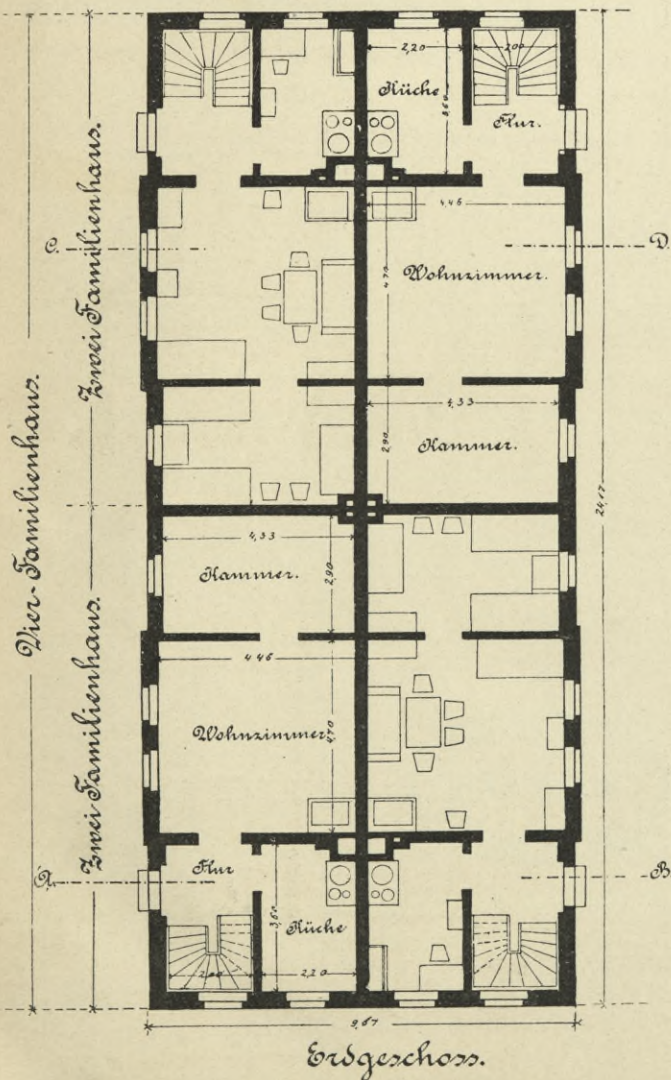 2,20
2,00
Küche
3,60
Flur.
4,46
C.
D.
Wohnzimmer.
4,70
Zwei Familienhaus.
4,33
2,90
Kammer.
Vier-Familienhaus.
24,17
4,33
Kammer.
2,90
4,46
Wohnzimmer
4,70
Zwei Familienhaus.
A.
Flur
B.
3,60
Küche
2,00
2,20
9,67
Erdgeschoss.